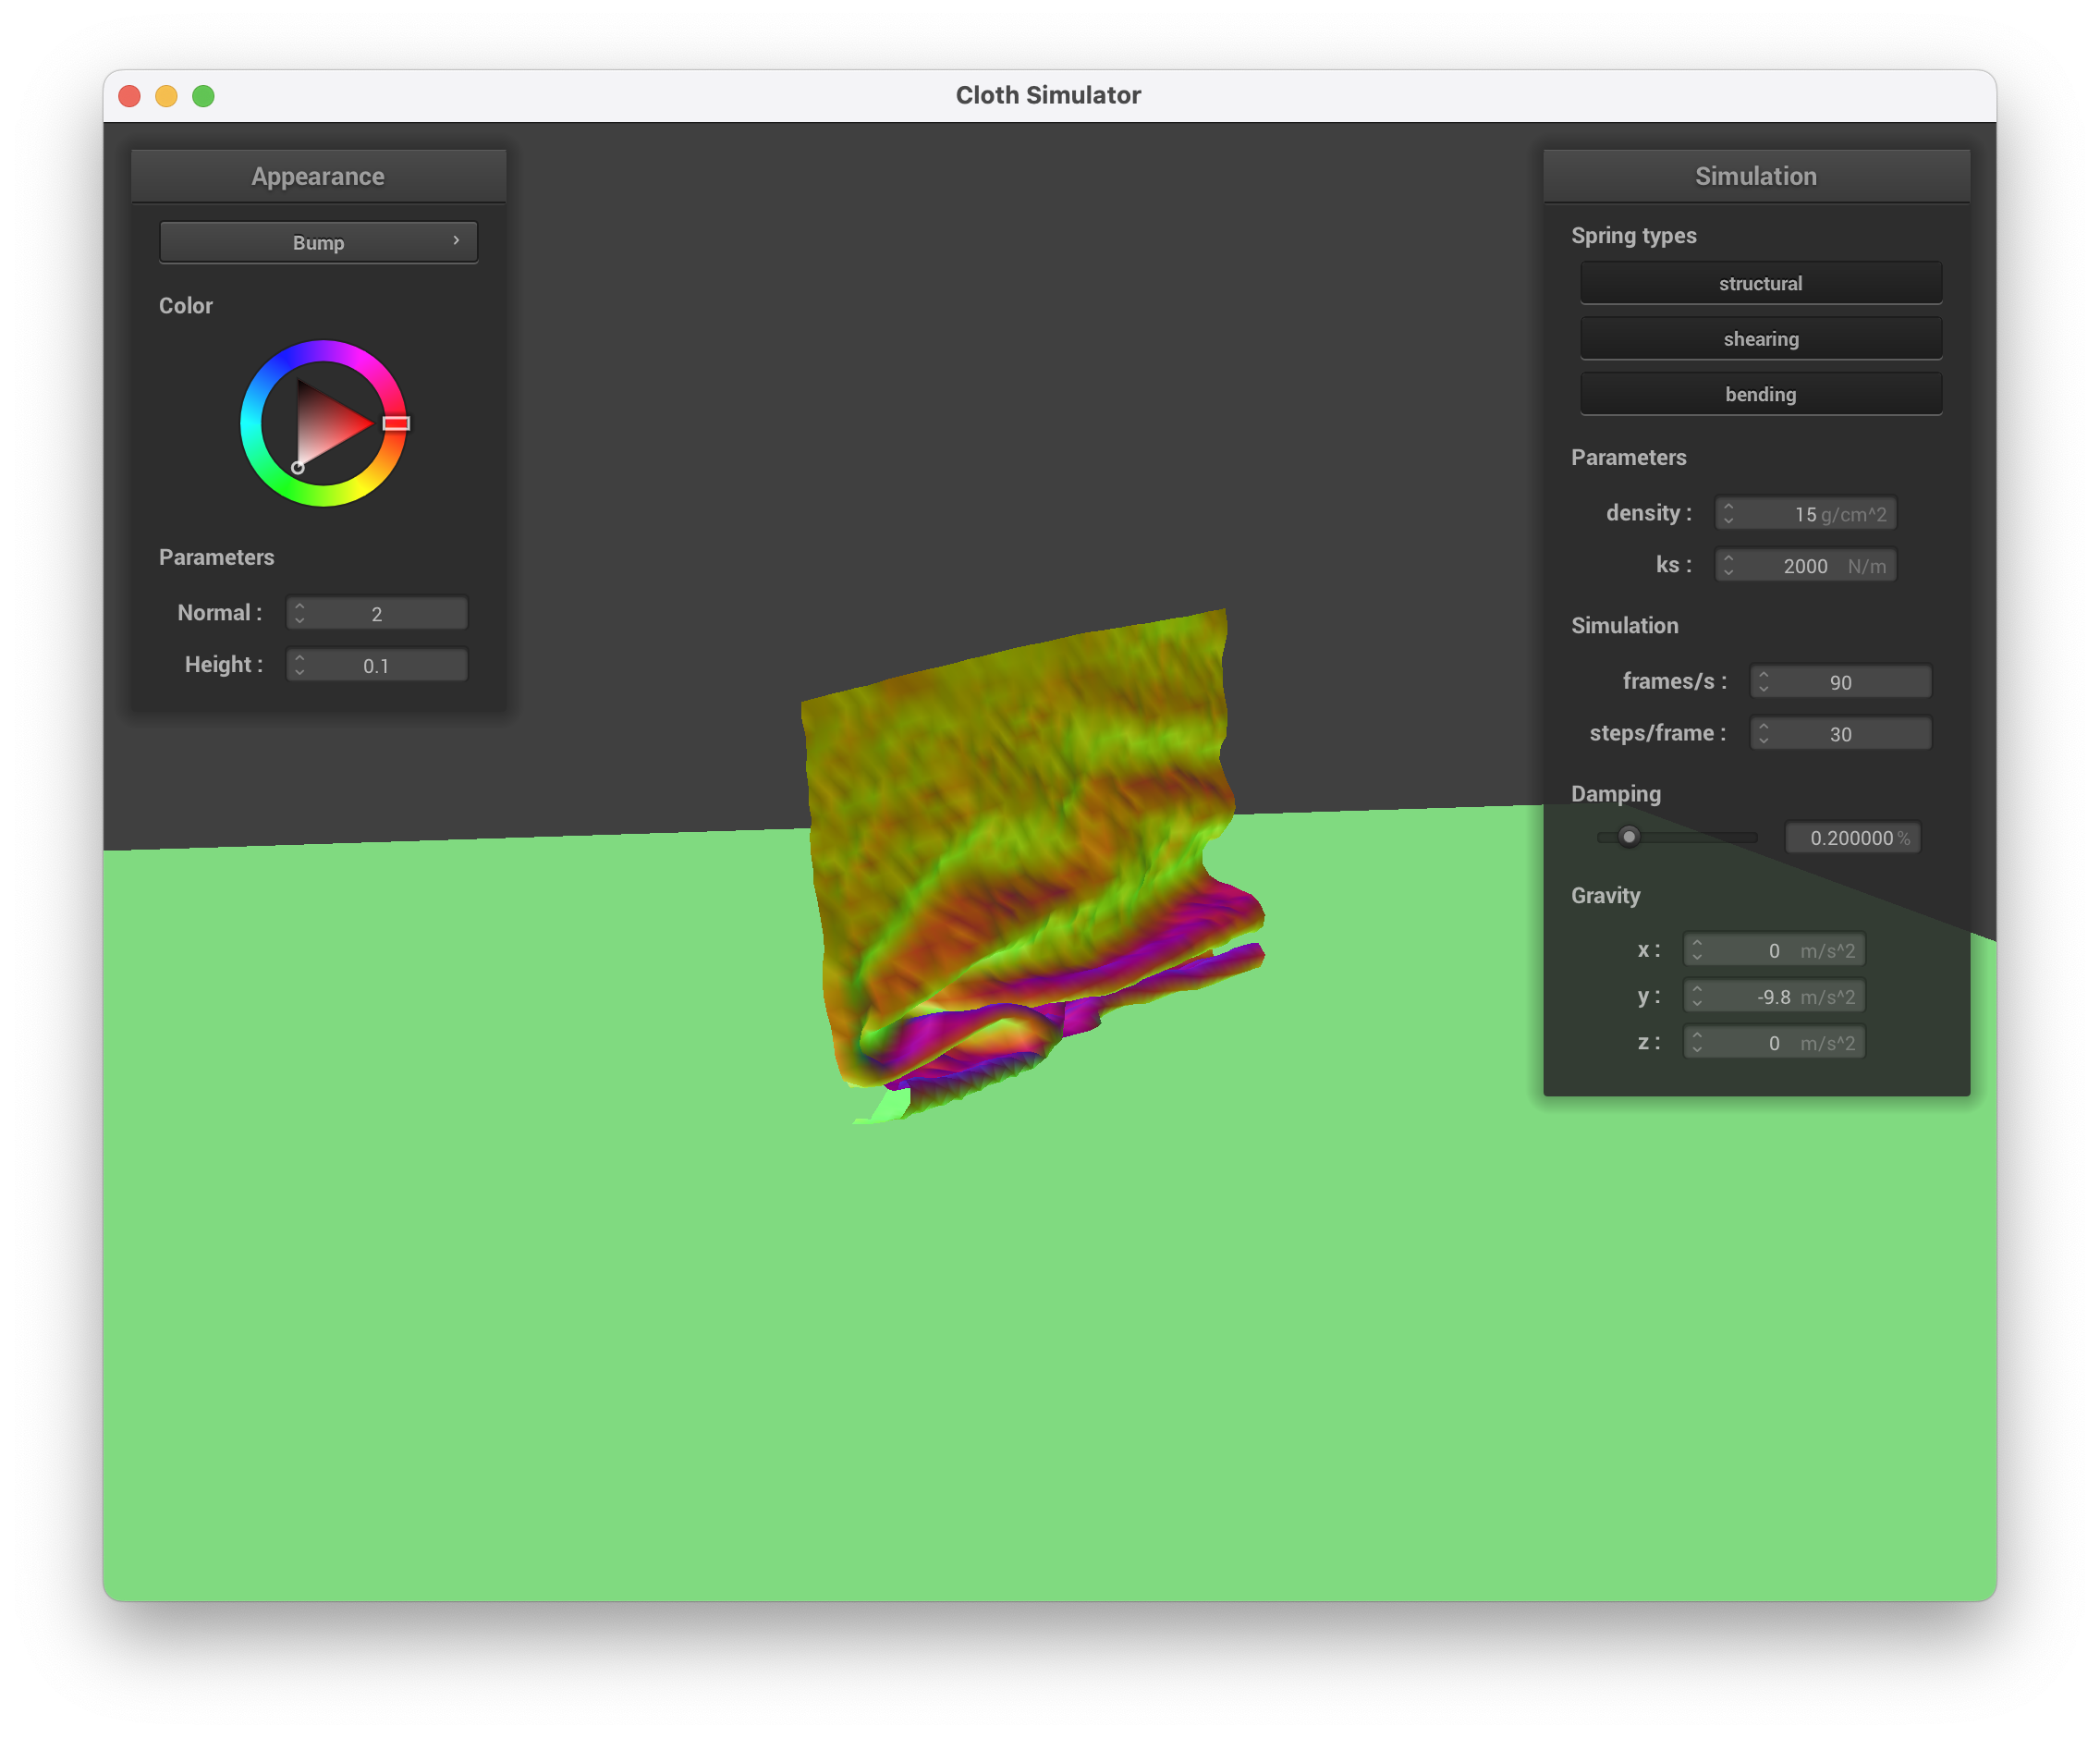 Cloth Simulator
Appearance
Bump
Color
Parameters
Normal : 2
Height : 0.1
Simulation
Spring types
structural
shearing
bending
Parameters
density : 15 g/cm^2
ks : 2000 N/m
Simulation
frames/s : 90
steps/frame : 30
Damping
0.200000 %
Gravity
x : 0 m/s^2
y : -9.8 m/s^2
z : 0 m/s^2